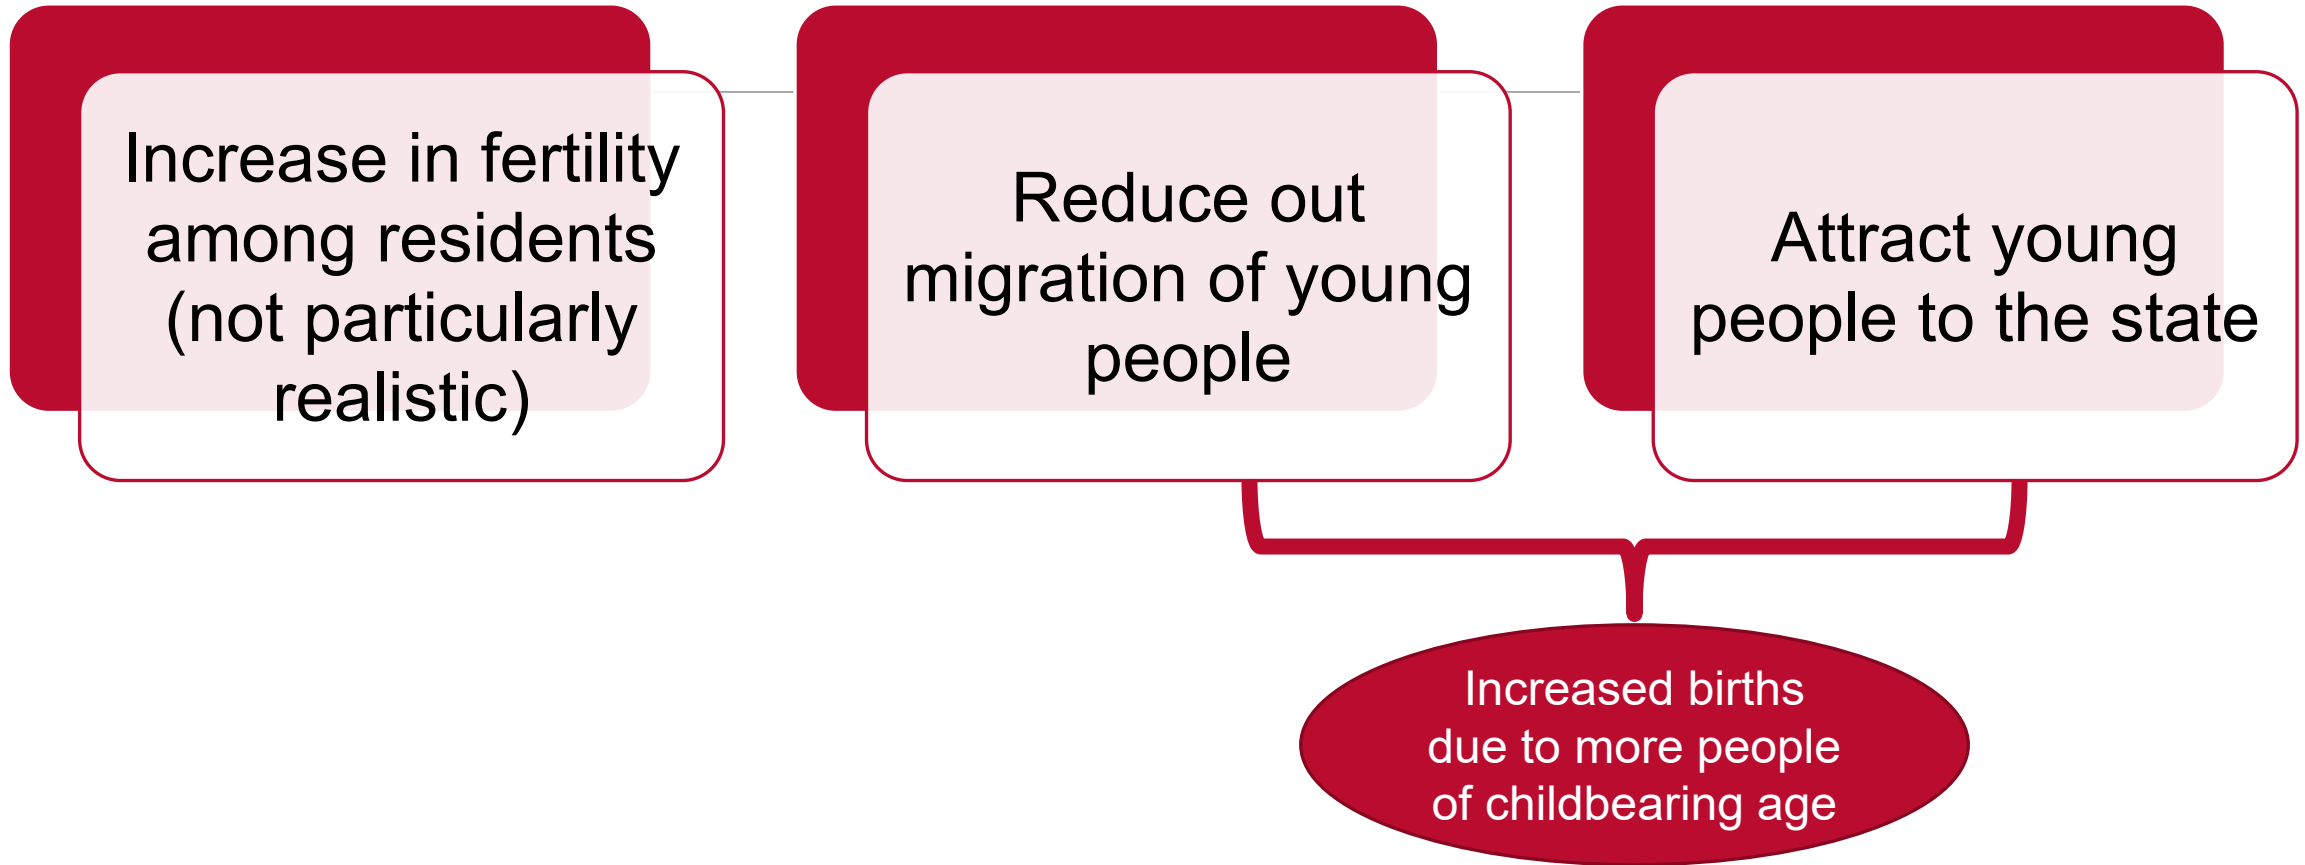 Increase in fertility
among residents
(not particularly
realistic)
Reduce out
migration of young
people
Attract young
people to the state
Increased births
due to more people
of childbearing age